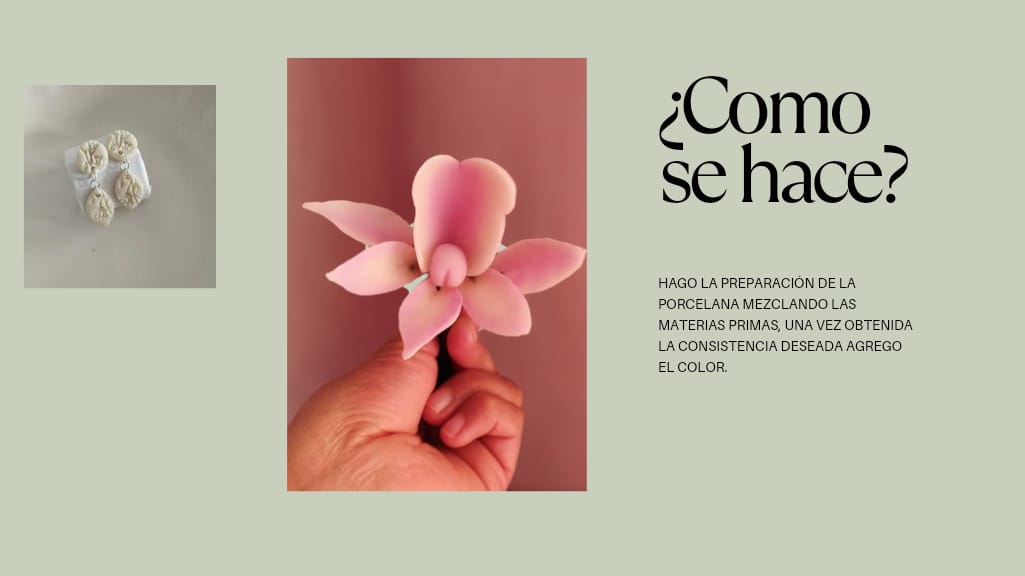 ¿Como
se hace?
HAGO LA PREPARACIÓN DE LA
PORCELANA MEZCLANDO LAS
MATERIAS PRIMAS, UNA VEZ OBTENIDA
LA CONSISTENCIA DESEADA AGREGO
EL COLOR.